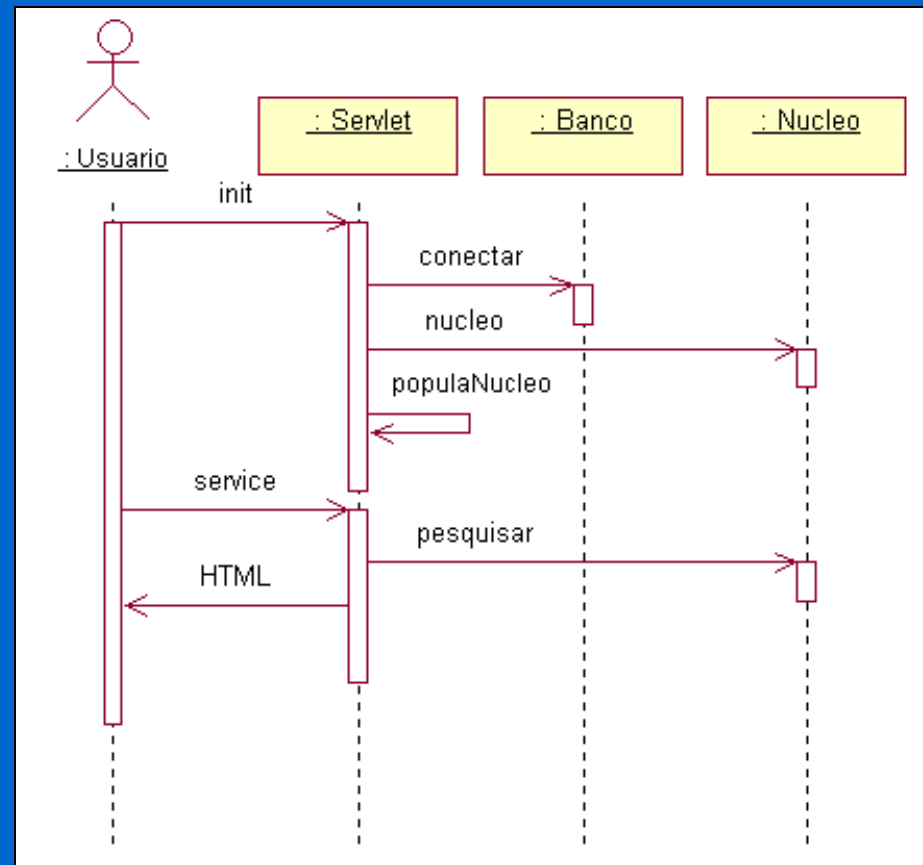 : Servlet
: Banco
: Nucleo
: Usuario
init
conectar
nucleo
populaNucleo
service
pesquisar
HTML